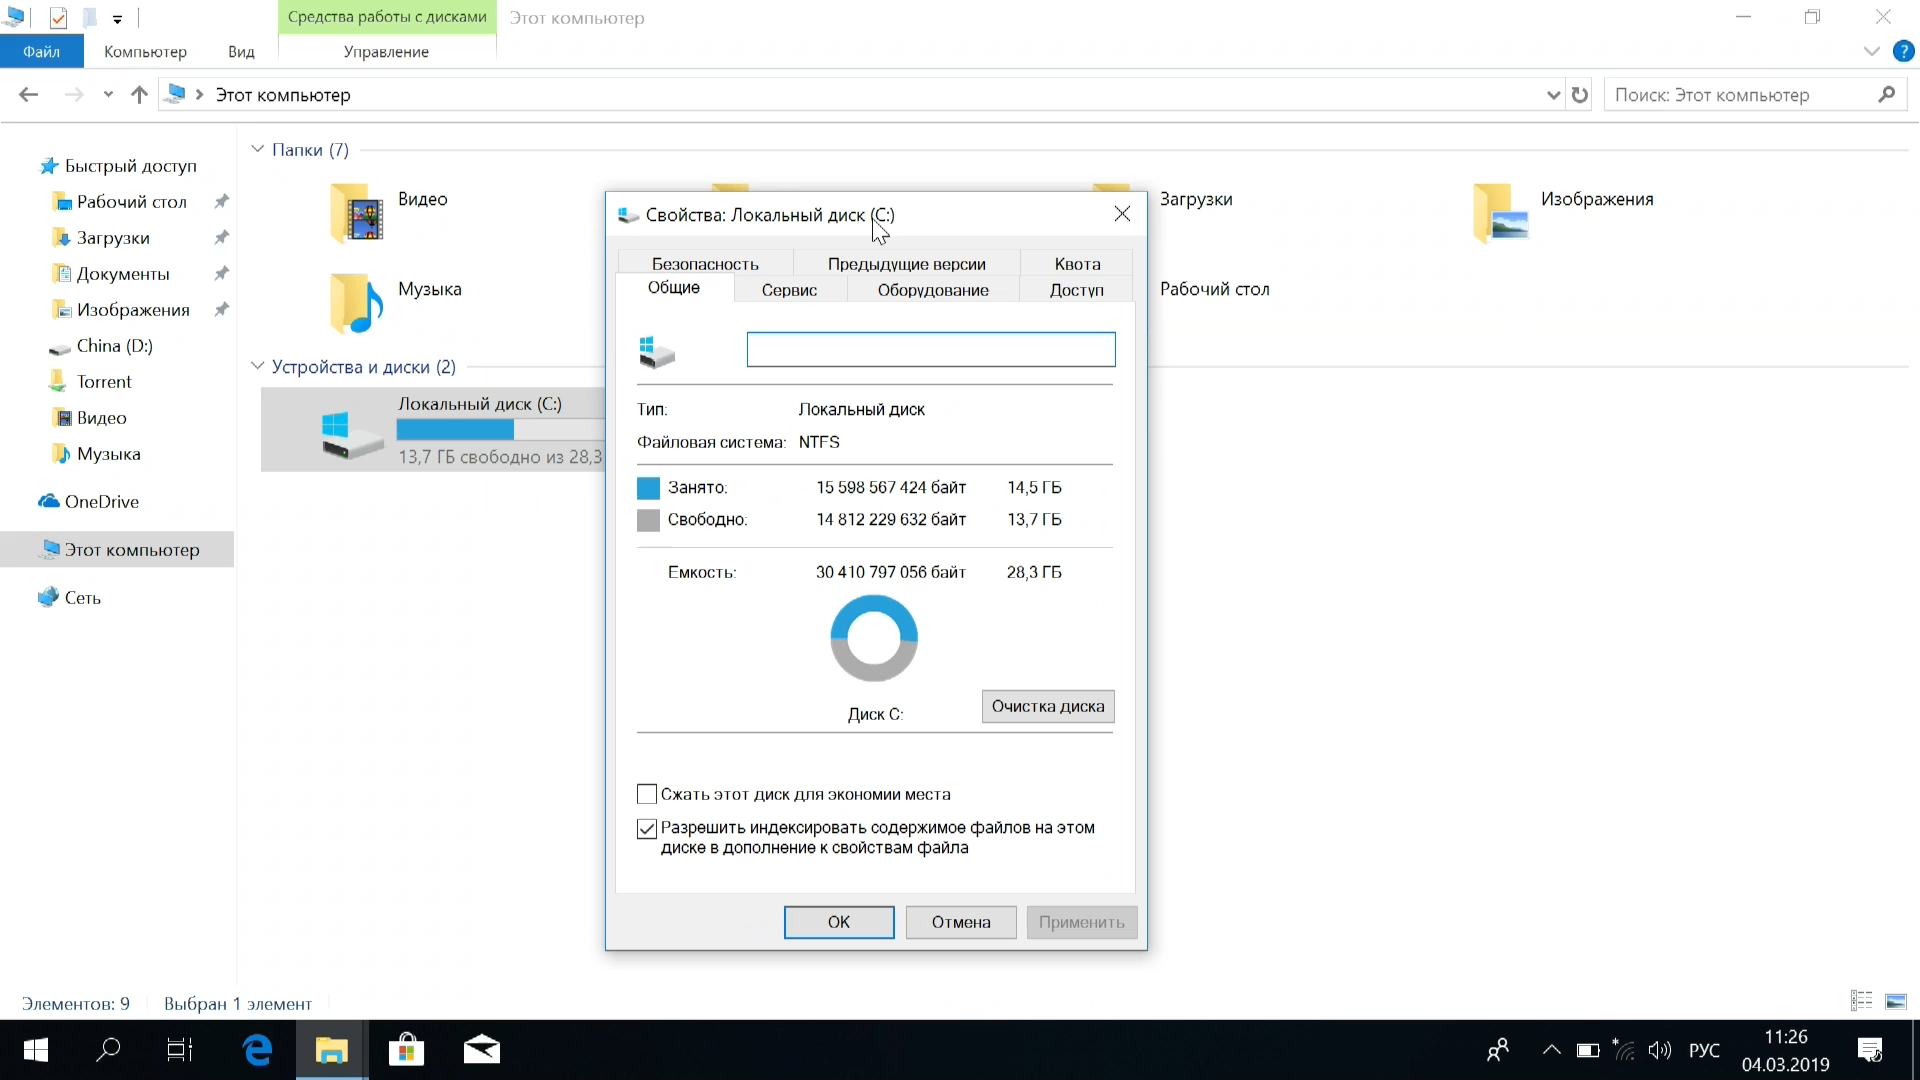 Средства работы с дисками
Этот компьютер
Файл
Компьютер
Вид
Управление
?
Этот компьютер
Поиск: Этот компьютер
Быстрый доступ
Рабочий стол
Загрузки
Документы
Изображения
China (D:)
Torrent
Видео
Музыка
OneDrive
Этот компьютер
Сеть
Папки (7)
Видео
Загрузки
Изображения
Музыка
Рабочий стол
Устройства и диски (2)
Локальный диск (C:)
13,7 ГБ свободно из 28,3
Свойства: Локальный диск (C:)
Безопасность
Предыдущие версии
Квота
Общие
Сервис
Оборудование
Доступ
Тип: Локальный диск
Файловая система: NTFS
Занято: 15 598 567 424 байт 14,5 ГБ
Свободно: 14 812 229 632 байт 13,7 ГБ
Емкость: 30 410 797 056 байт 28,3 ГБ
Диск C:
Очистка диска
Сжать этот диск для экономии места
Разрешить индексировать содержимое файлов на этом
диске в дополнение к свойствам файла
OK
Отмена
Применить
Элементов: 9
Выбран 1 элемент
РУС
11:26
04.03.2019